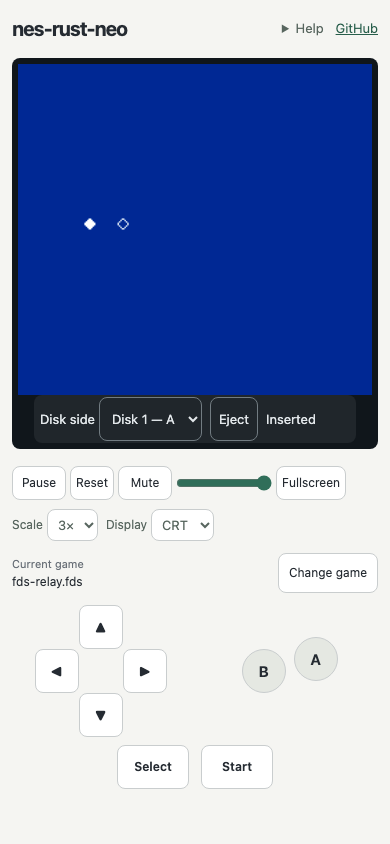 nes-rust-neo
Help GitHub
Disk side Disk 1 — A Eject Inserted
Pause Reset Mute Fullscreen
Scale 3× Display CRT
Current game
fds-relay.fds
Change game
B A
Select Start